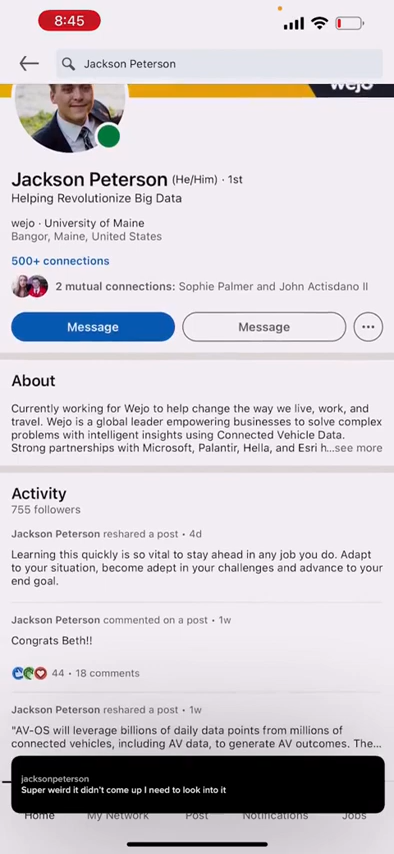 8:45
Jackson Peterson
wejo
Jackson Peterson (He/Him) · 1st
Helping Revolutionize Big Data
wejo · University of Maine
Bangor, Maine, United States
500+ connections
2 mutual connections: Sophie Palmer and John Actisdano II
Message
Message
About
Currently working for Wejo to help change the way we live, work, and
travel. Wejo is a global leader empowering businesses to solve complex
problems with intelligent insights using Connected Vehicle Data.
Strong partnerships with Microsoft, Palantir, Hella, and Esri h...see more
Activity
755 followers
Jackson Peterson reshared a post • 4d
Learning this quickly is so vital to stay ahead in any job you do. Adapt
to your situation, become adept in your challenges and advance to your
end goal.
Jackson Peterson commented on a post • 1w
Congrats Beth!!
44 • 18 comments
Jackson Peterson reshared a post • 1w
"AV-OS will leverage billions of daily data points from millions of
connected vehicles, including AV data, to generate AV outcomes. The...
jacksonpeterson
Super weird it didn't come up I need to look into it
Home
My Network
Post
Notifications
Jobs